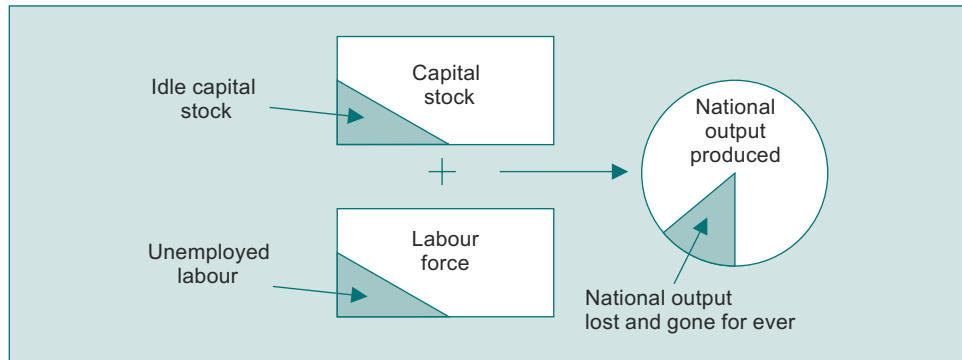 Idle capital
stock
Capital
stock
National
output
produced
+
Unemployed
labour
Labour
force
National output
lost and gone for ever